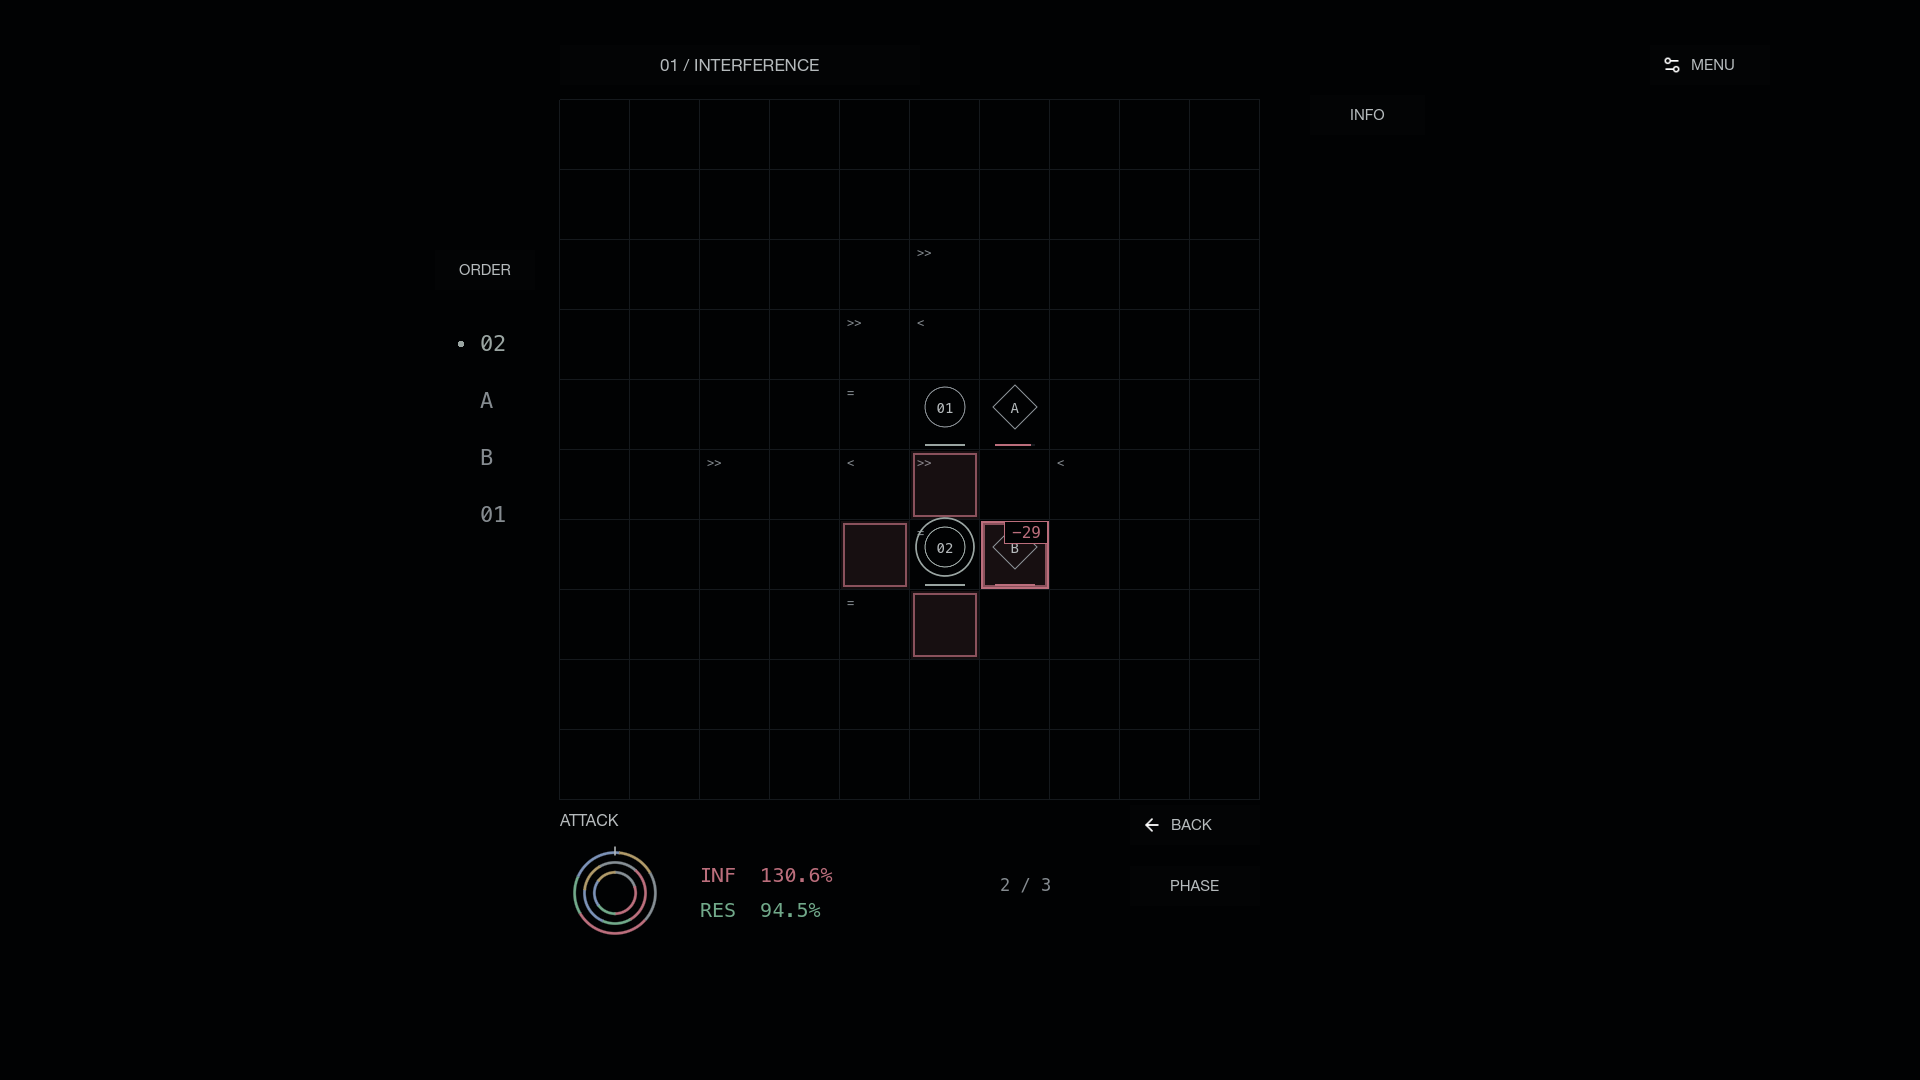 01 / INTERFERENCE
MENU
INFO
ORDER
02
A
B
01
>>
>> <
=
01
A
>> < >> <
=
02
−29
B
=
ATTACK
BACK
INF 130.6%
RES 94.5%
2 / 3
PHASE